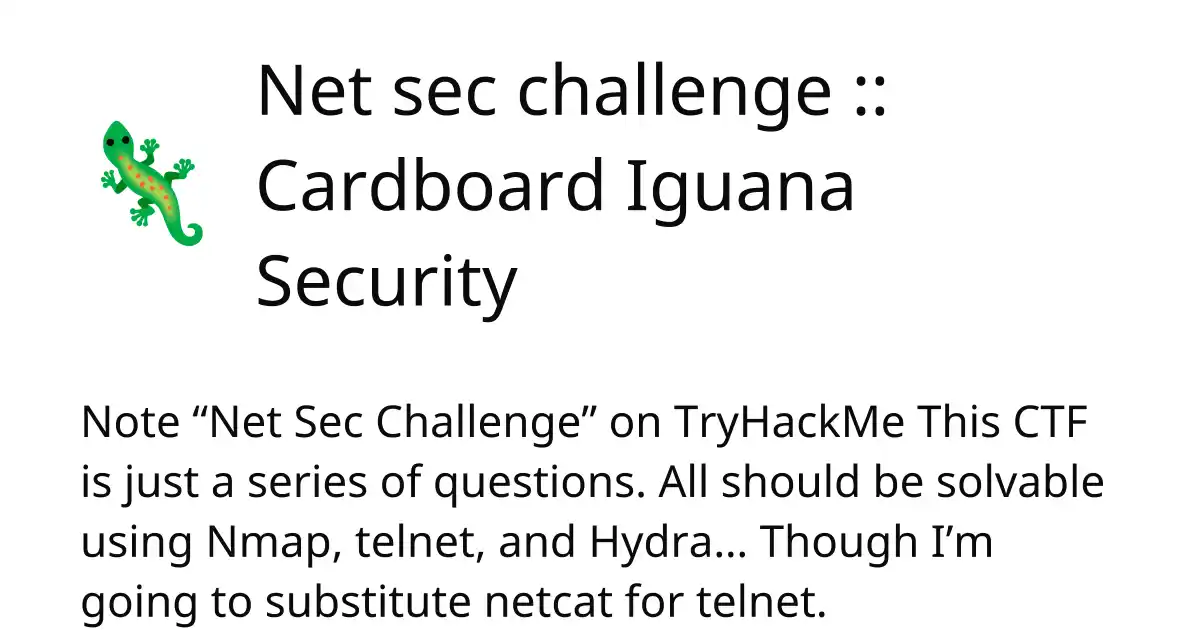 Net sec challenge ::
Cardboard Iguana
Security
Note “Net Sec Challenge” on TryHackMe This CTF
is just a series of questions. All should be solvable
using Nmap, telnet, and Hydra… Though I’m
going to substitute netcat for telnet.